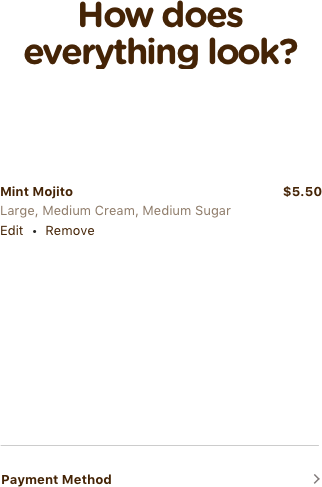 How does
everything look?
Mint Mojito $5.50
Large, Medium Cream, Medium Sugar
Edit • Remove
Payment Method